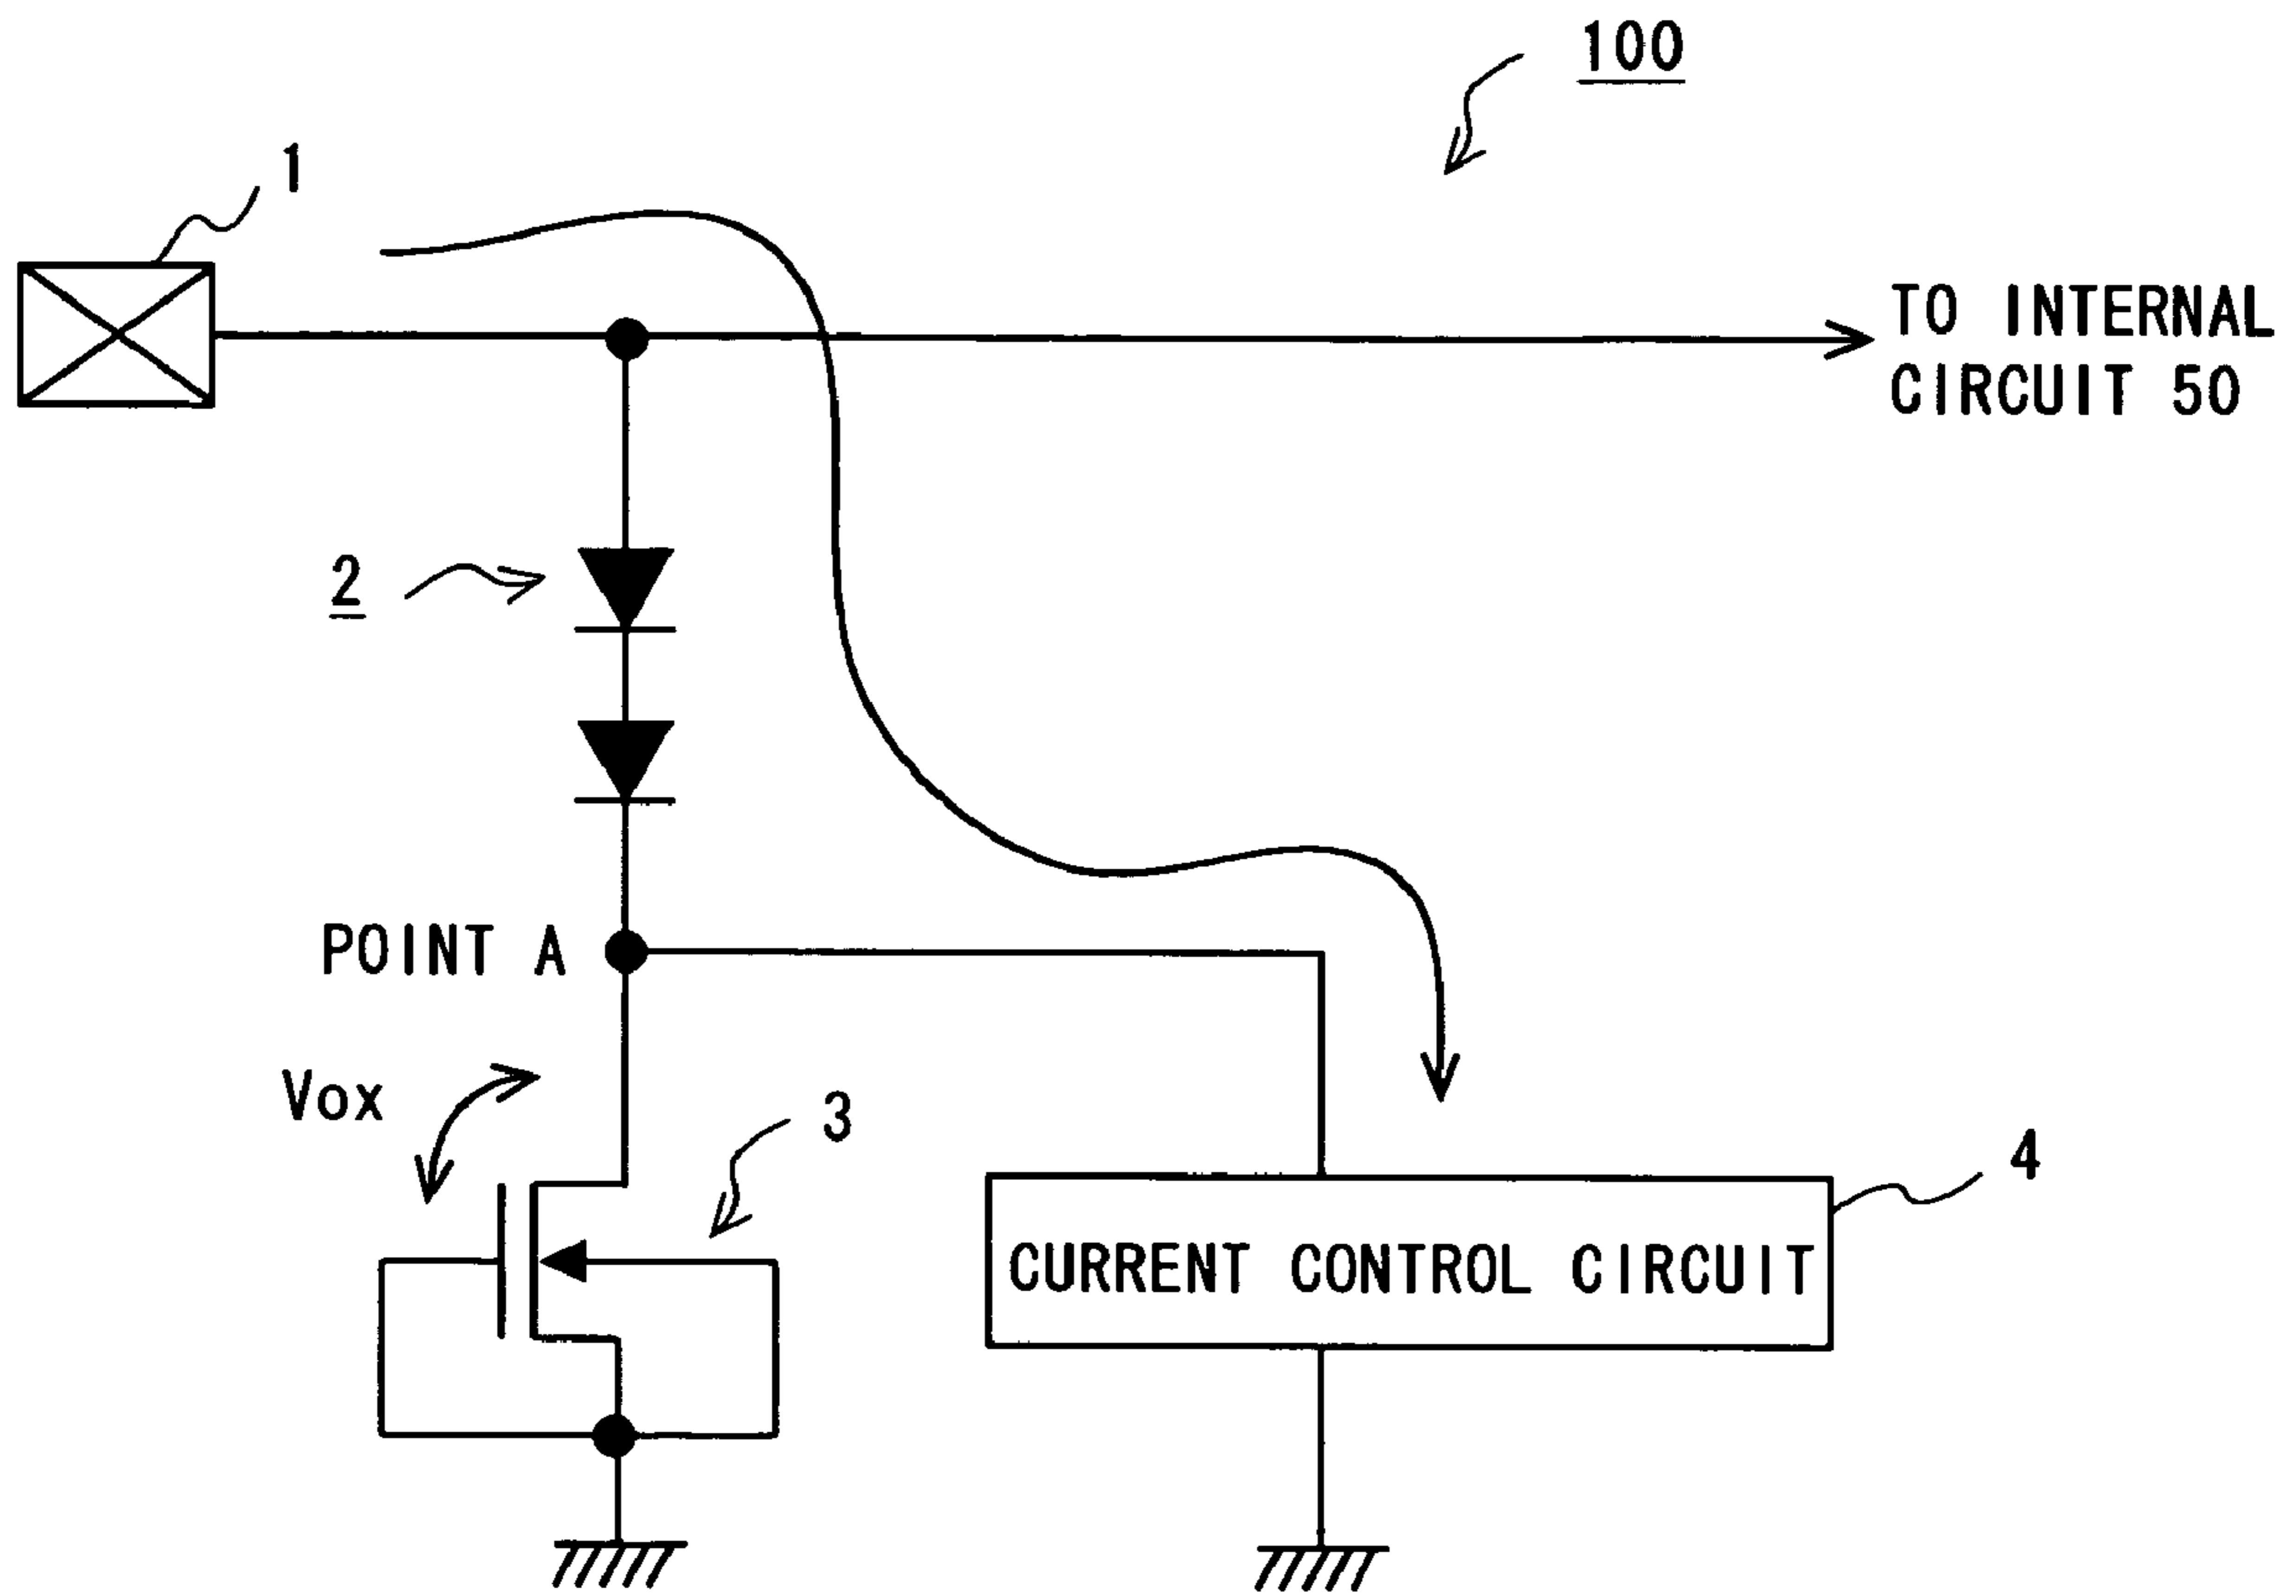 100
1
TO INTERNAL
CIRCUIT 50
2
POINT A
Vox
3
4
CURRENT CONTROL CIRCUIT